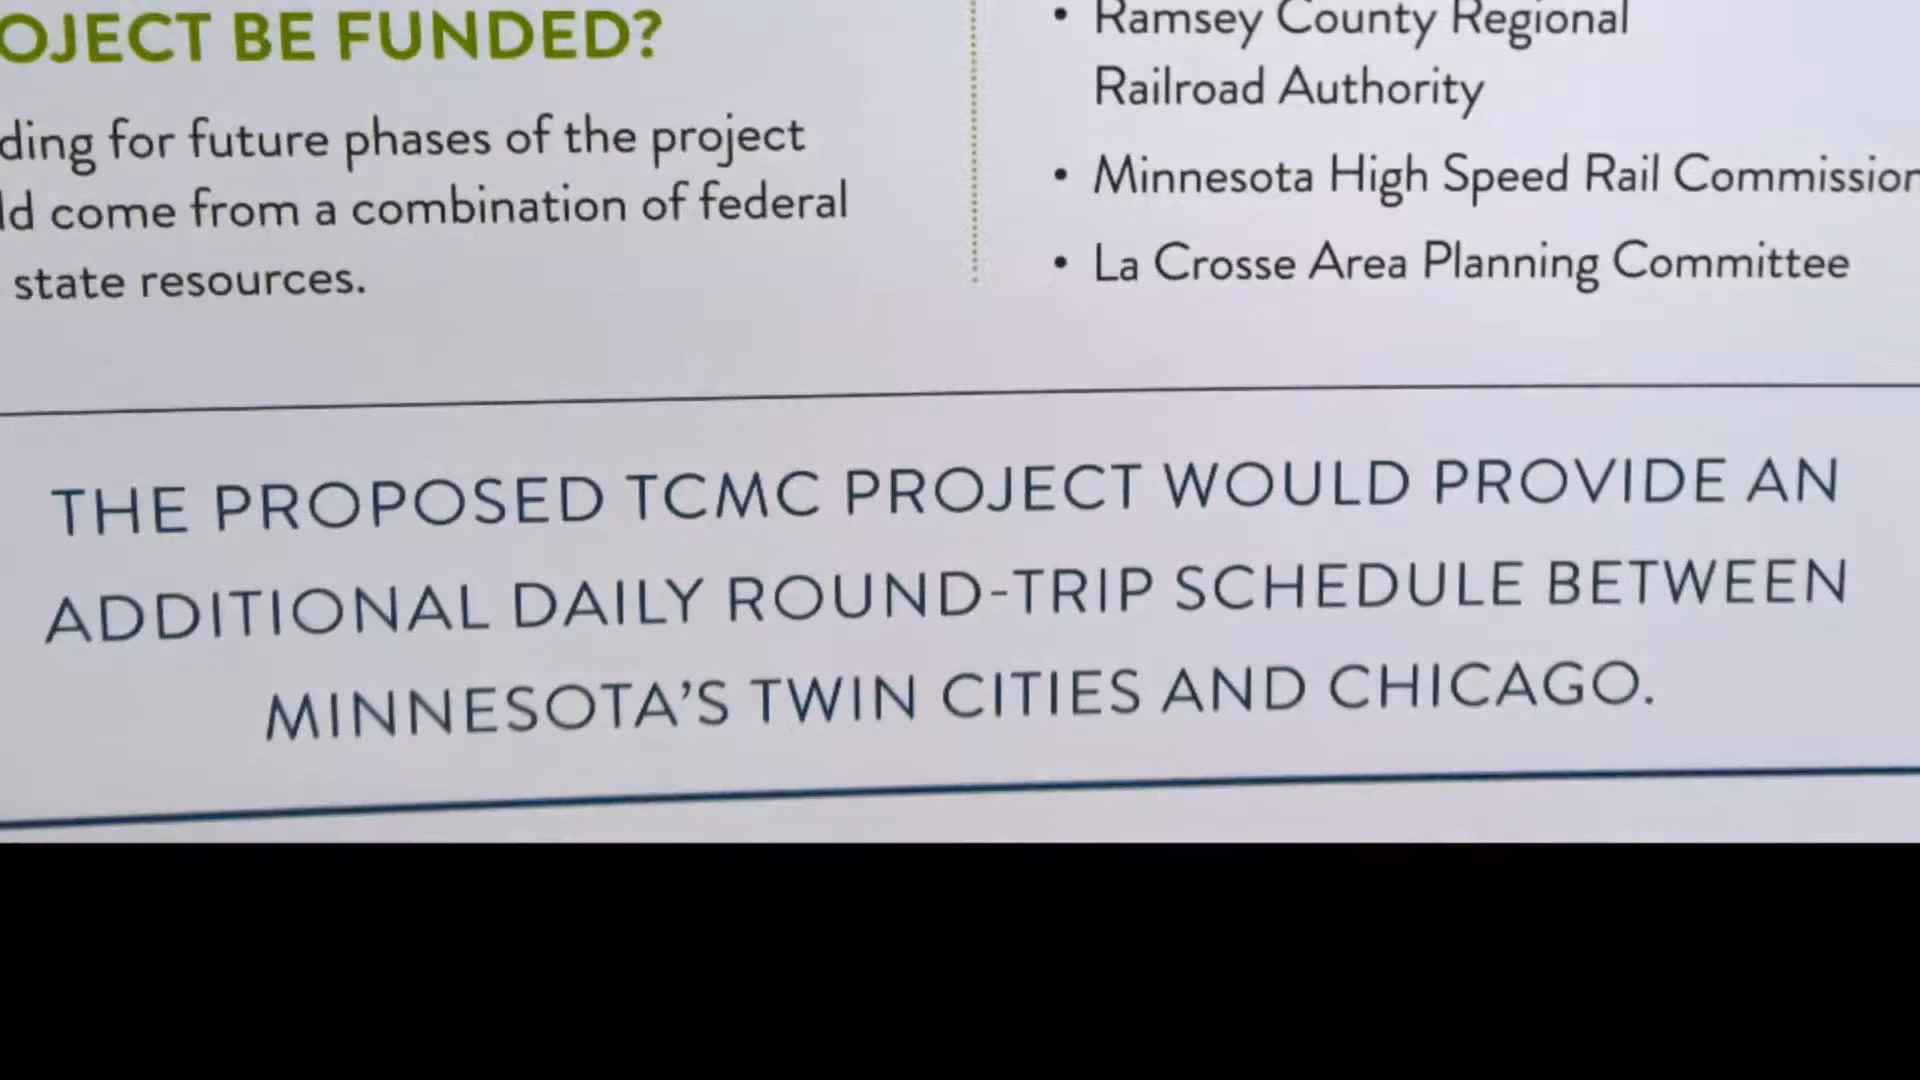 OJECT BE FUNDED?
ding for future phases of the project
ld come from a combination of federal
state resources.
• Ramsey County Regional
Railroad Authority
• Minnesota High Speed Rail Commission
• La Crosse Area Planning Committee
THE PROPOSED TCMC PROJECT WOULD PROVIDE AN
ADDITIONAL DAILY ROUND-TRIP SCHEDULE BETWEEN
MINNESOTA'S TWIN CITIES AND CHICAGO.